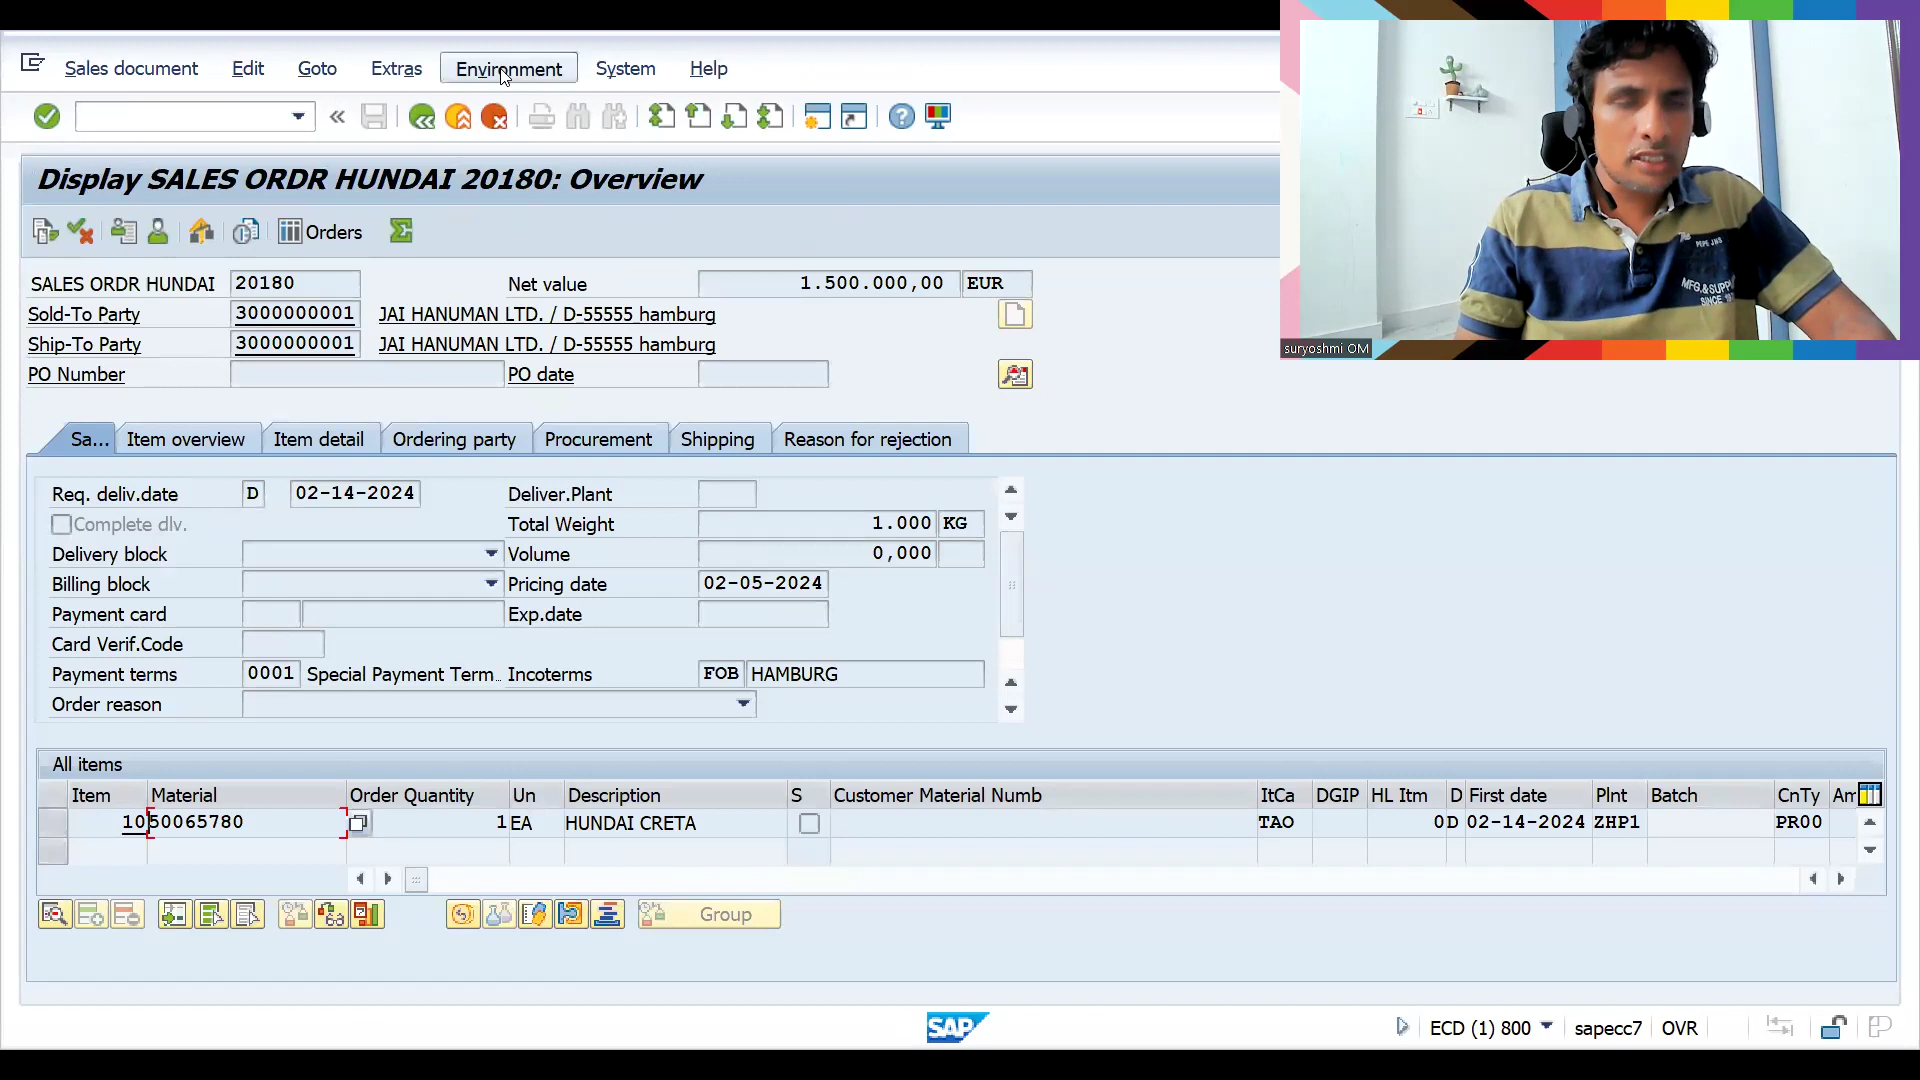 Sales document Edit Goto Extras Environment System Help
Display SALES ORDR HUNDAI 20180: Overview
Orders
SALES ORDR HUNDAI 20180 Net value 1.500.000,00 EUR
Sold-To Party 3000000001 JAI HANUMAN LTD. / D-55555 hamburg
Ship-To Party 3000000001 JAI HANUMAN LTD. / D-55555 hamburg
PO Number PO date
Sa... Item overview Item detail Ordering party Procurement Shipping Reason for rejection
Req. deliv.date D 02-14-2024 Deliver.Plant
Complete dlv. Total Weight 1.000 KG
Delivery block Volume 0,000
Billing block Pricing date 02-05-2024
Payment card Exp.date
Card Verif.Code
Payment terms 0001 Special Payment Term... Incoterms FOB HAMBURG
Order reason
All items
Item Material Order Quantity Un Description S Customer Material Numb ItCa DGIP HL Itm D First date Plnt Batch CnTy Am
10 50065780 1 EA HUNDAI CRETA TAO 0 D 02-14-2024 ZHP1 PR00
Group
SAP ECD (1) 800 sapecc7 OVR
suryoshmi OM
PEPE JNS
MFG.& SUPP
SINCE 197